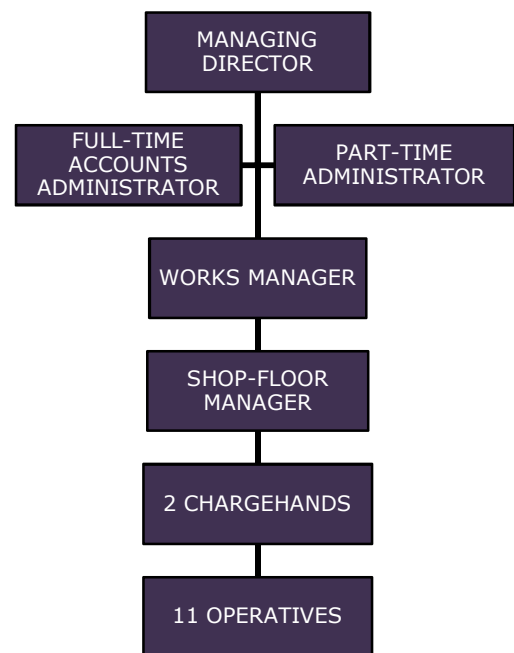 MANAGING
DIRECTOR
FULL-TIME
ACCOUNTS
ADMINISTRATOR
PART-TIME
ADMINISTRATOR
WORKS MANAGER
SHOP-FLOOR
MANAGER
2 CHARGEHANDS
11 OPERATIVES